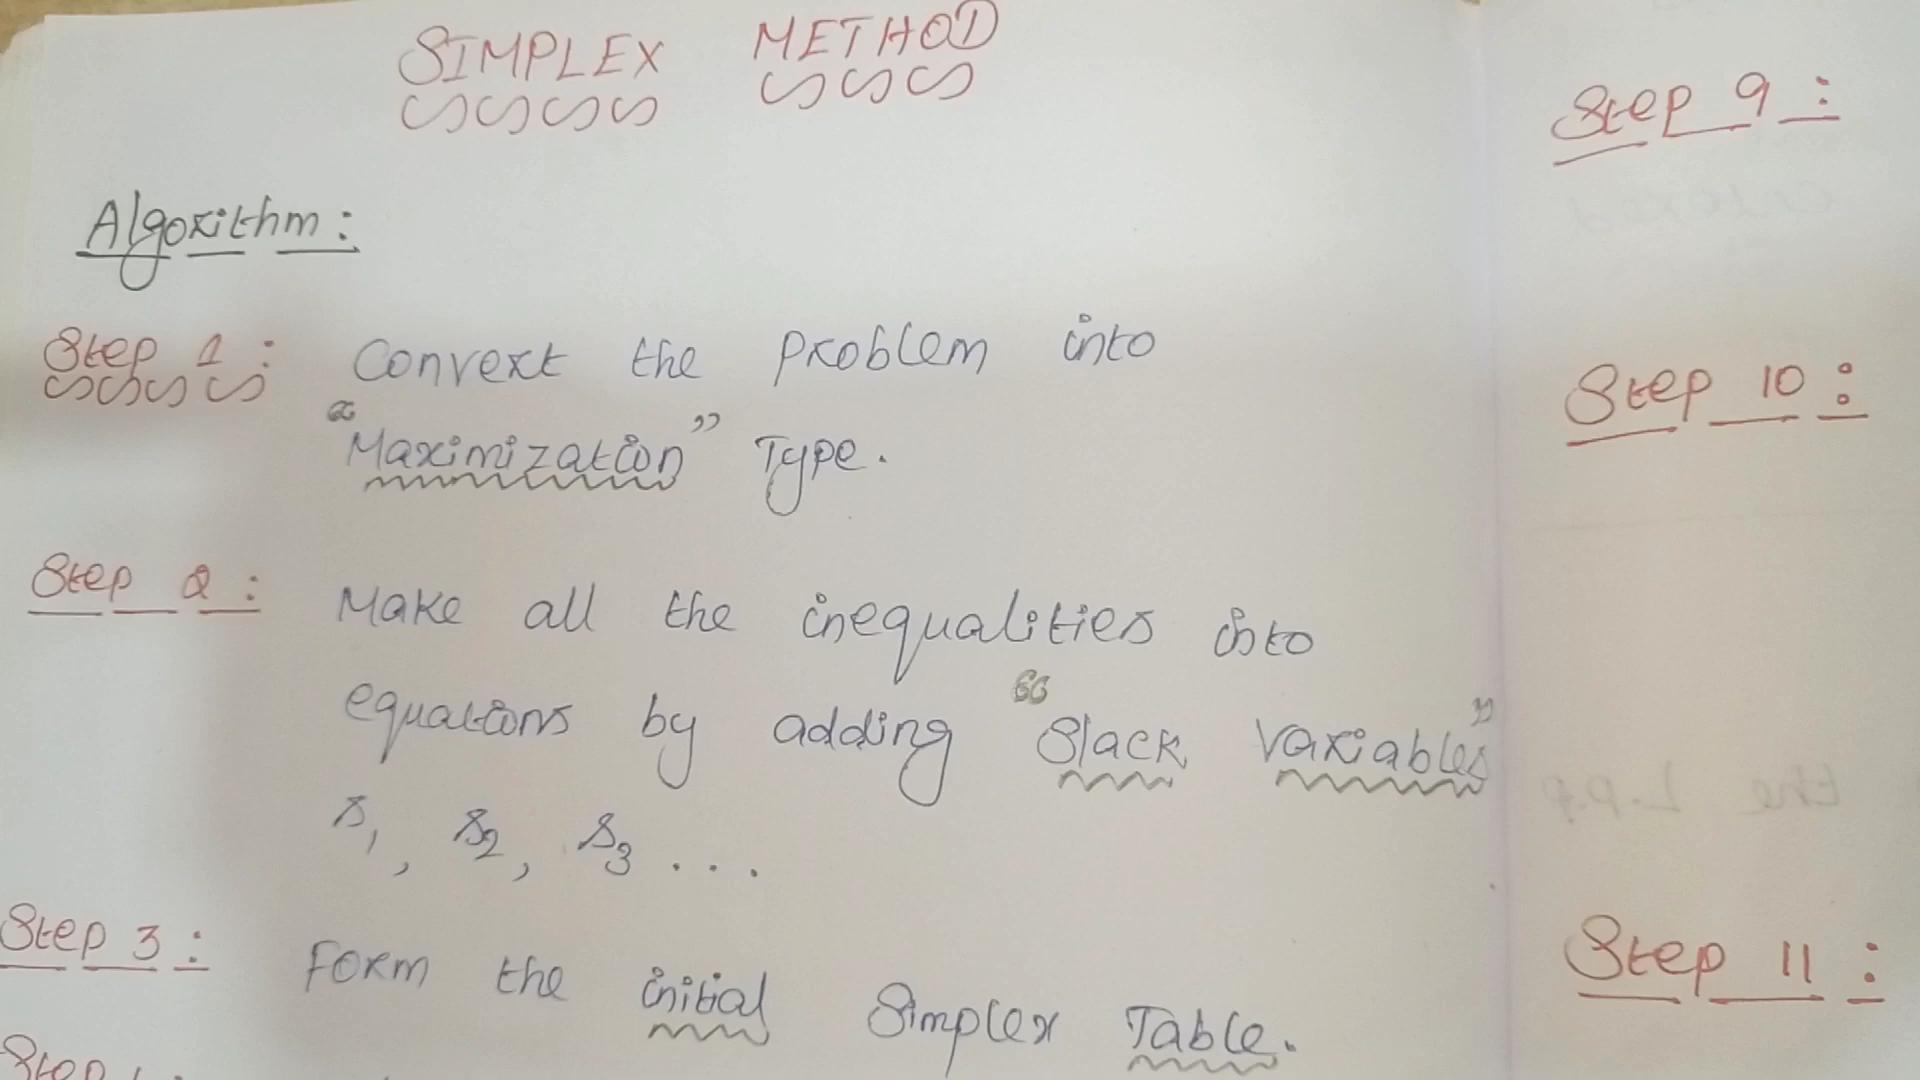 SIMPLEX METHOD
Algorithm:
Step 1: Convert the problem into
"Maximization" Type.
Step 2: Make all the inequalities into
equations by adding "Slack Variables"
s1, s2, s3 ...
Step 3: Form the initial Simplex Table.
Step
Step 9:
Step 10:
Step 11: